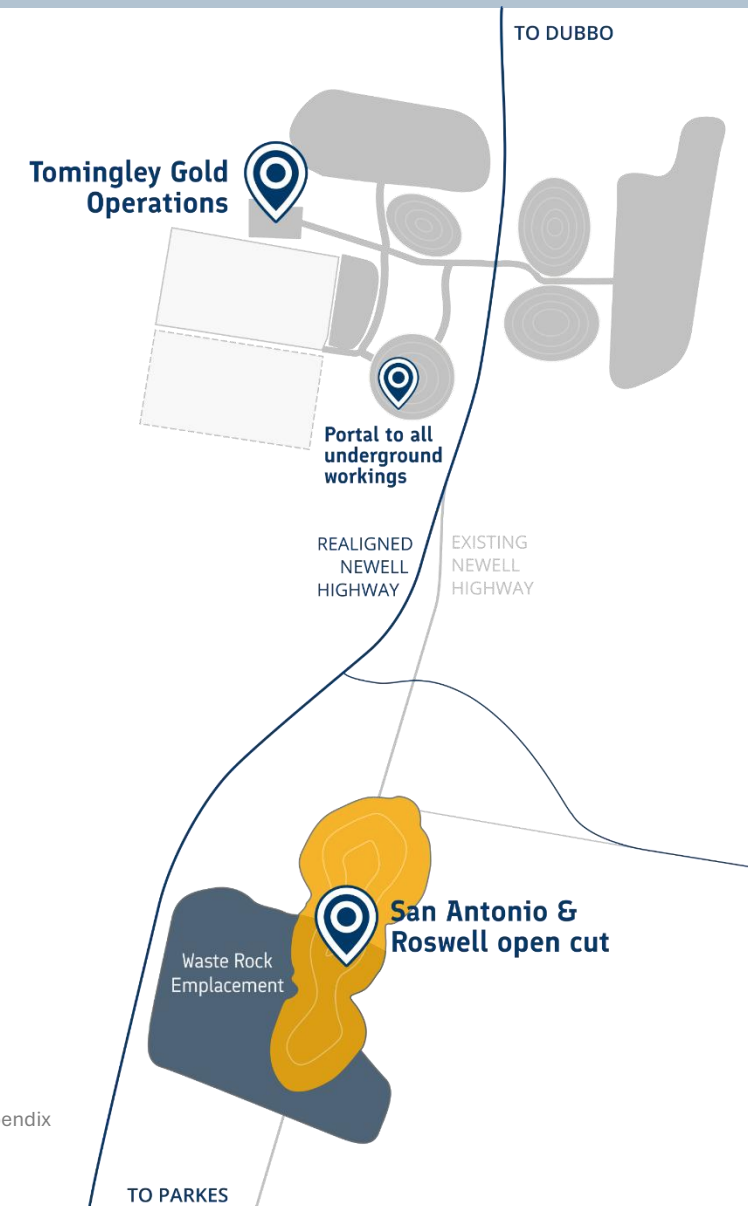 TO DUBBO
Tomingley Gold
Operations
Portal to all
underground
workings
REALIGNED
NEWELL
HIGHWAY
EXISTING
NEWELL
HIGHWAY
San Antonio &
Roswell open cut
Waste Rock
Emplacement
endix
TO PARKES